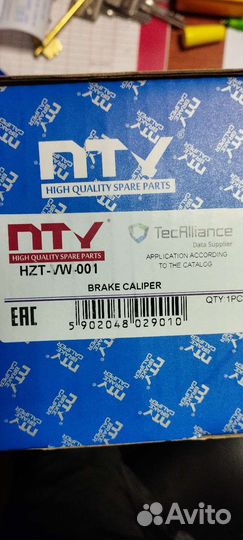 NTY
HIGH QUALITY SPARE PARTS
NTY
HIGH QUALITY SPARE PARTS
TecAlliance
Data Supplier
HZT-VW-001
APPLICATION ACCORDING
TO THE CATALOG
BRAKE CALIPER
EAC
QTY:1PC
5 902048 029010
NTY
Avito